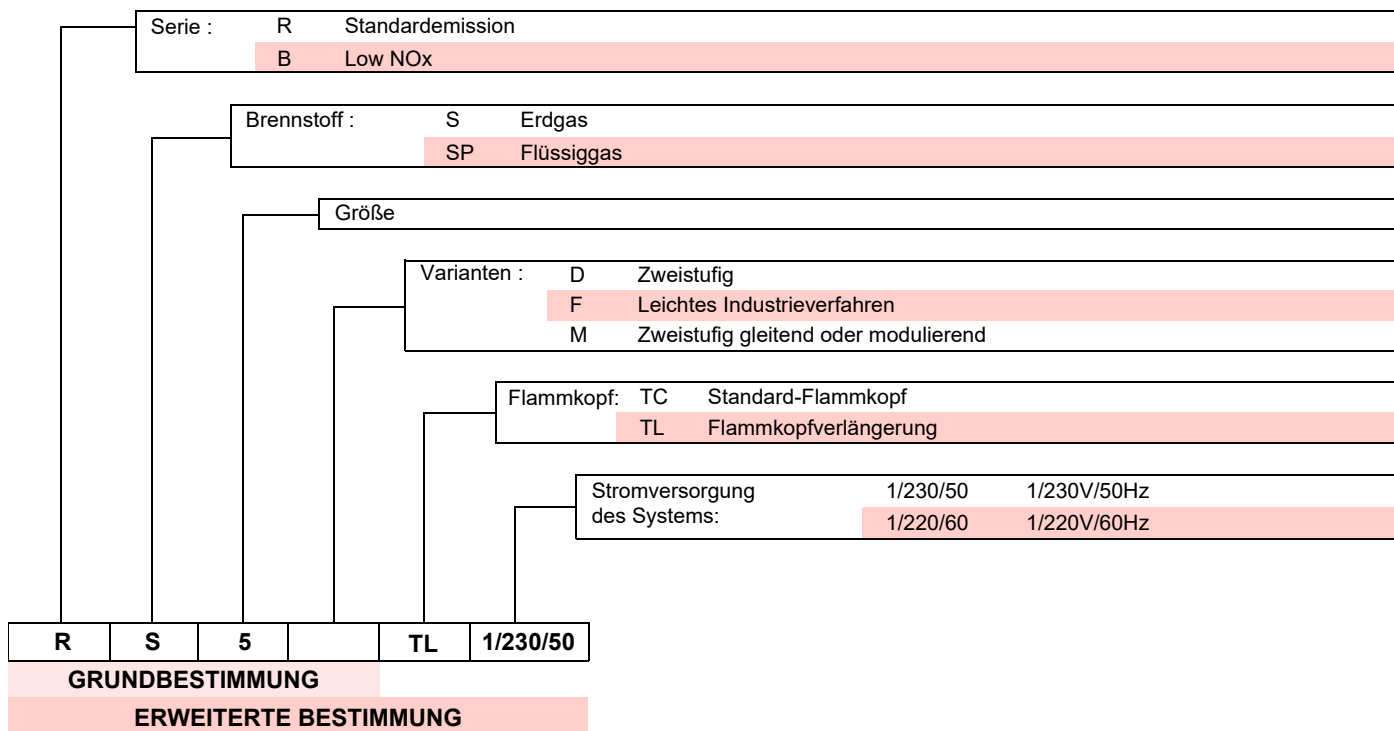 Serie : R Standardemission
B Low NOx
Brennstoff : S Erdgas
SP Flüssiggas
Größe
Varianten : D Zweistufig
F Leichtes Industrieverfahren
M Zweistufig gleitend oder modulierend
Flammkopf: TC Standard-Flammkopf
TL Flammkopfverlängerung
Stromversorgung 1/230/50 1/230V/50Hz
des Systems: 1/220/60 1/220V/60Hz
R S 5 TL 1/230/50
GRUNDBESTIMMUNG
ERWEITERTE BESTIMMUNG